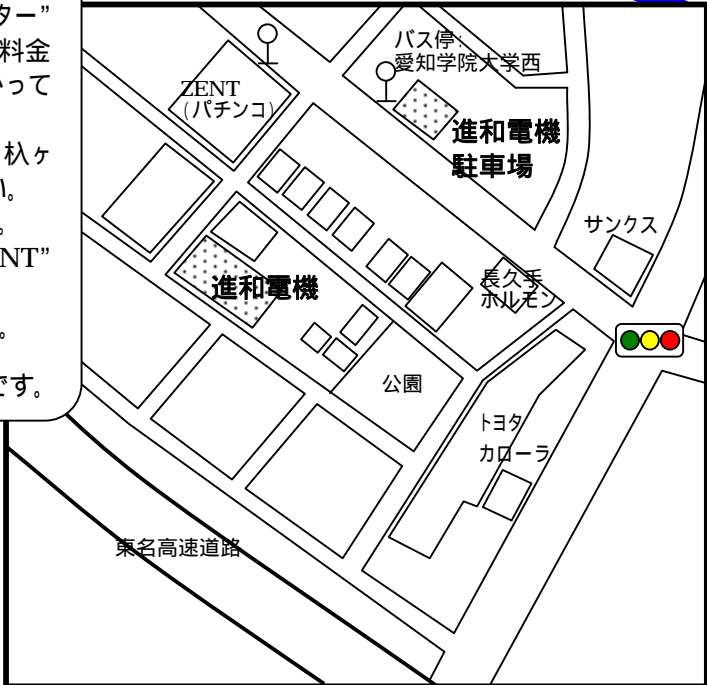 ター”
料金
かって
杁ヶ
い。
。
NT”
。
です。
バス停:
愛知学院大学西
ZENT
(パチンコ)
進和電機
駐車場
サンクス
進和電機
長久手
ホルモン
公園
トヨタ
カローラ
東名高速道路